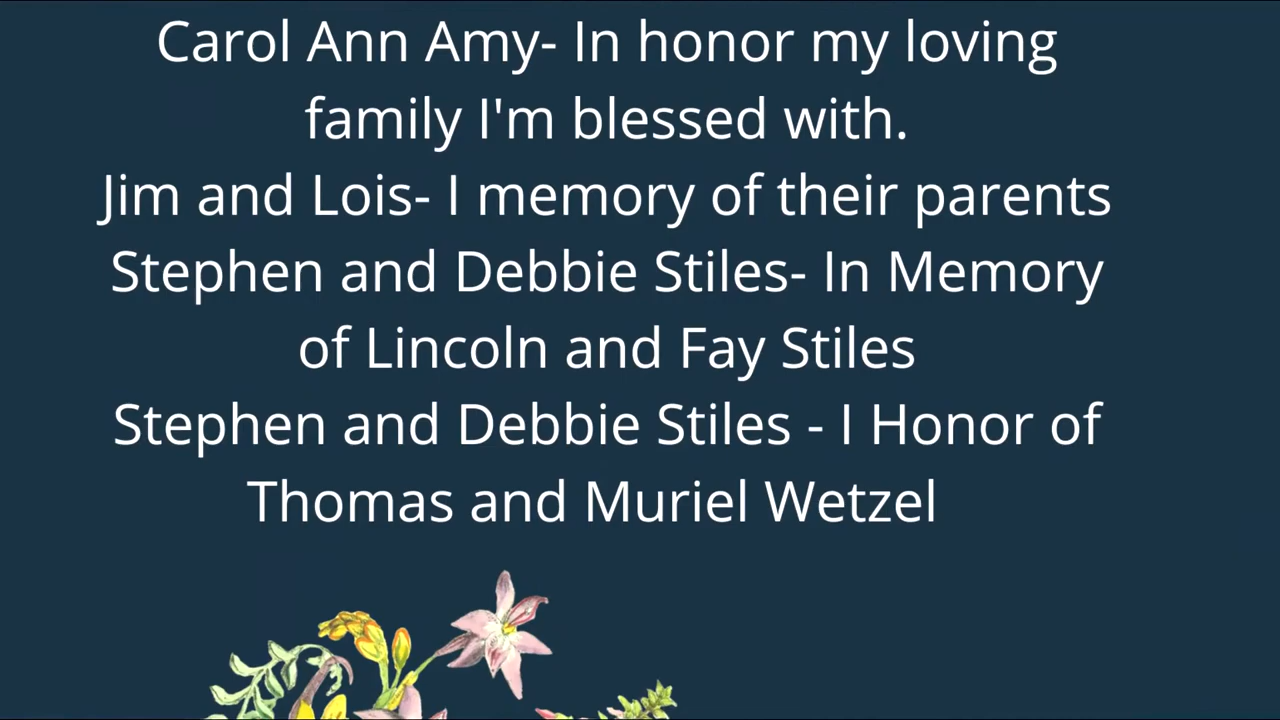 Carol Ann Amy- In honor my loving
family I'm blessed with.
Jim and Lois- I memory of their parents
Stephen and Debbie Stiles- In Memory
of Lincoln and Fay Stiles
Stephen and Debbie Stiles - I Honor of
Thomas and Muriel Wetzel